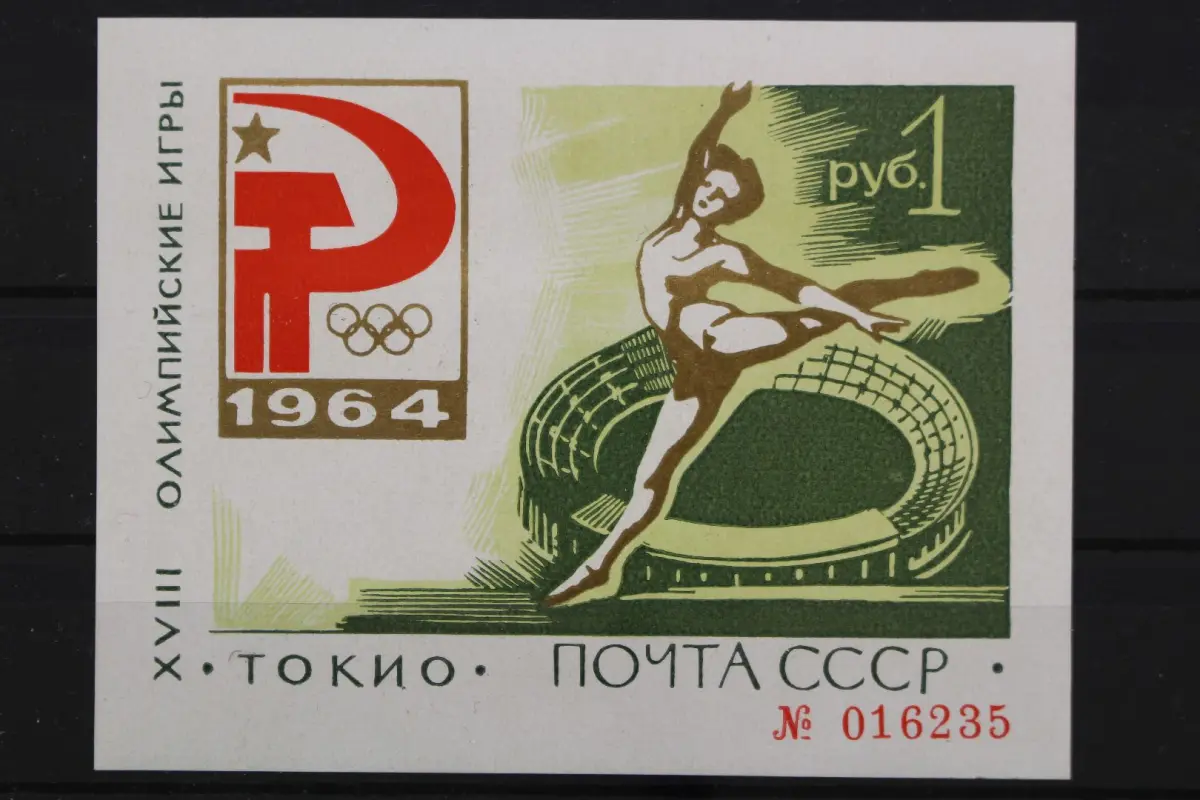 XVIII ОЛИМПИЙСКИЕ ИГРЫ
1964
руб. 1
• ТОКИО •
ПОЧТА СССР •
№ 016235